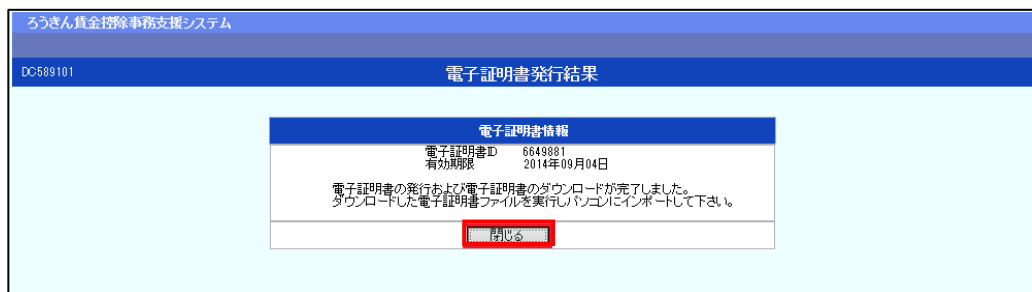 ろうきん賃金控除事務支援システム
DC589101 電子証明書発行結果
電子証明書情報
電子証明書ID 6649881
有効期限 2014年09月04日
電子証明書の発行および電子証明書のダウンロードが完了しました。
ダウンロードした電子証明書ファイルを実行しパソコンにインポートして下さい。
閉じる